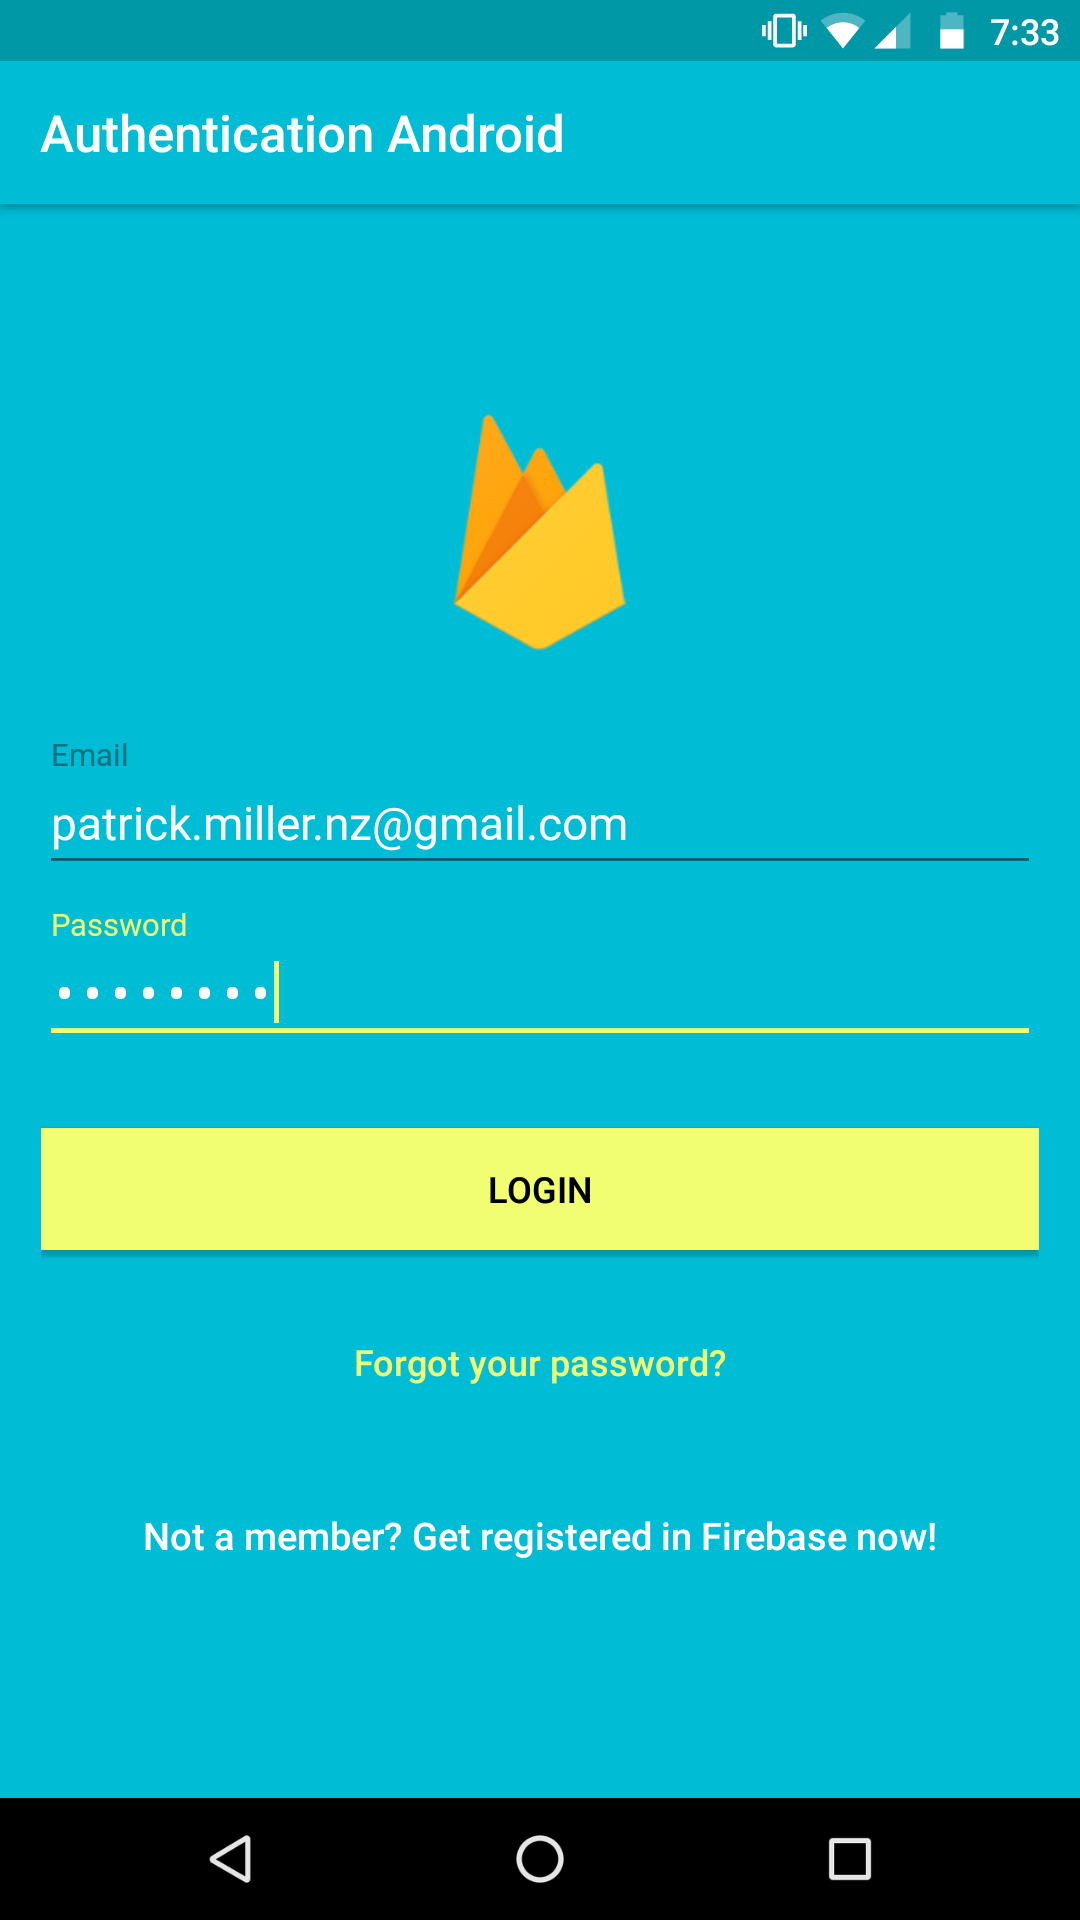 7:33
Authentication Android
Email
patrick.miller.nz@gmail.com
Password
••••••••
LOGIN
Forgot your password?
Not a member? Get registered in Firebase now!